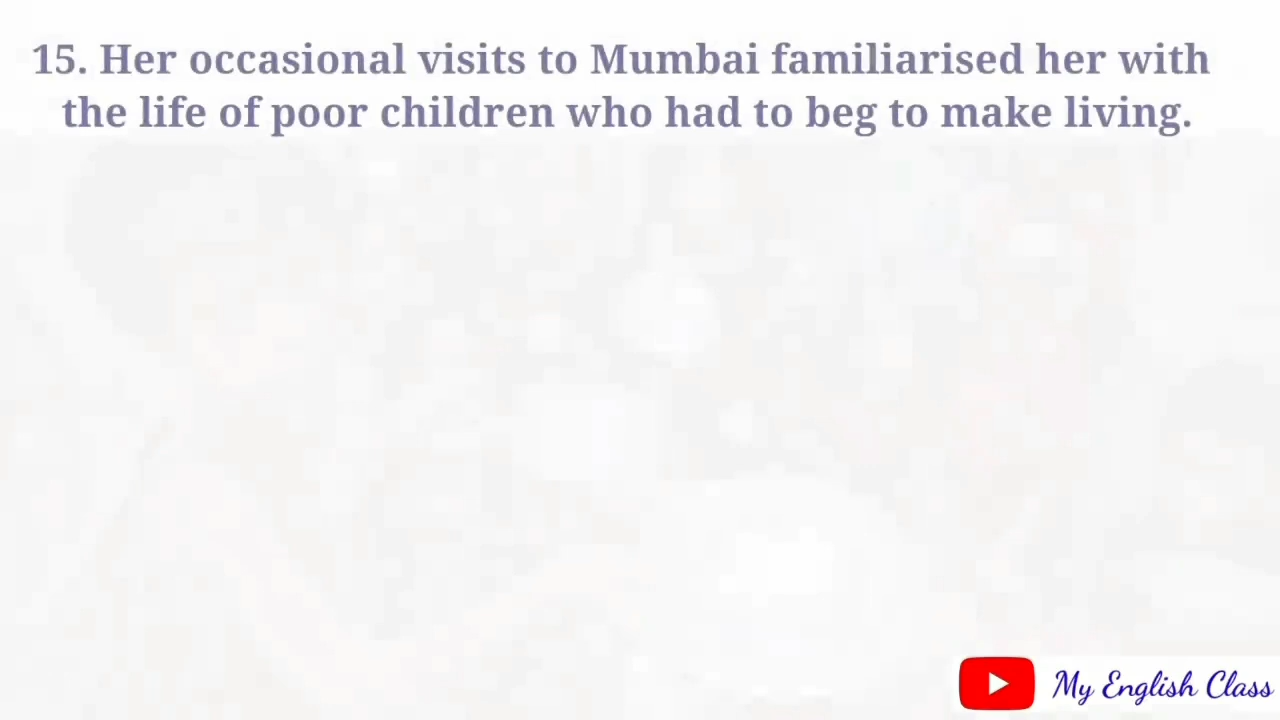 15. Her occasional visits to Mumbai familiarised her with
the life of poor children who had to beg to make living.
My English Class